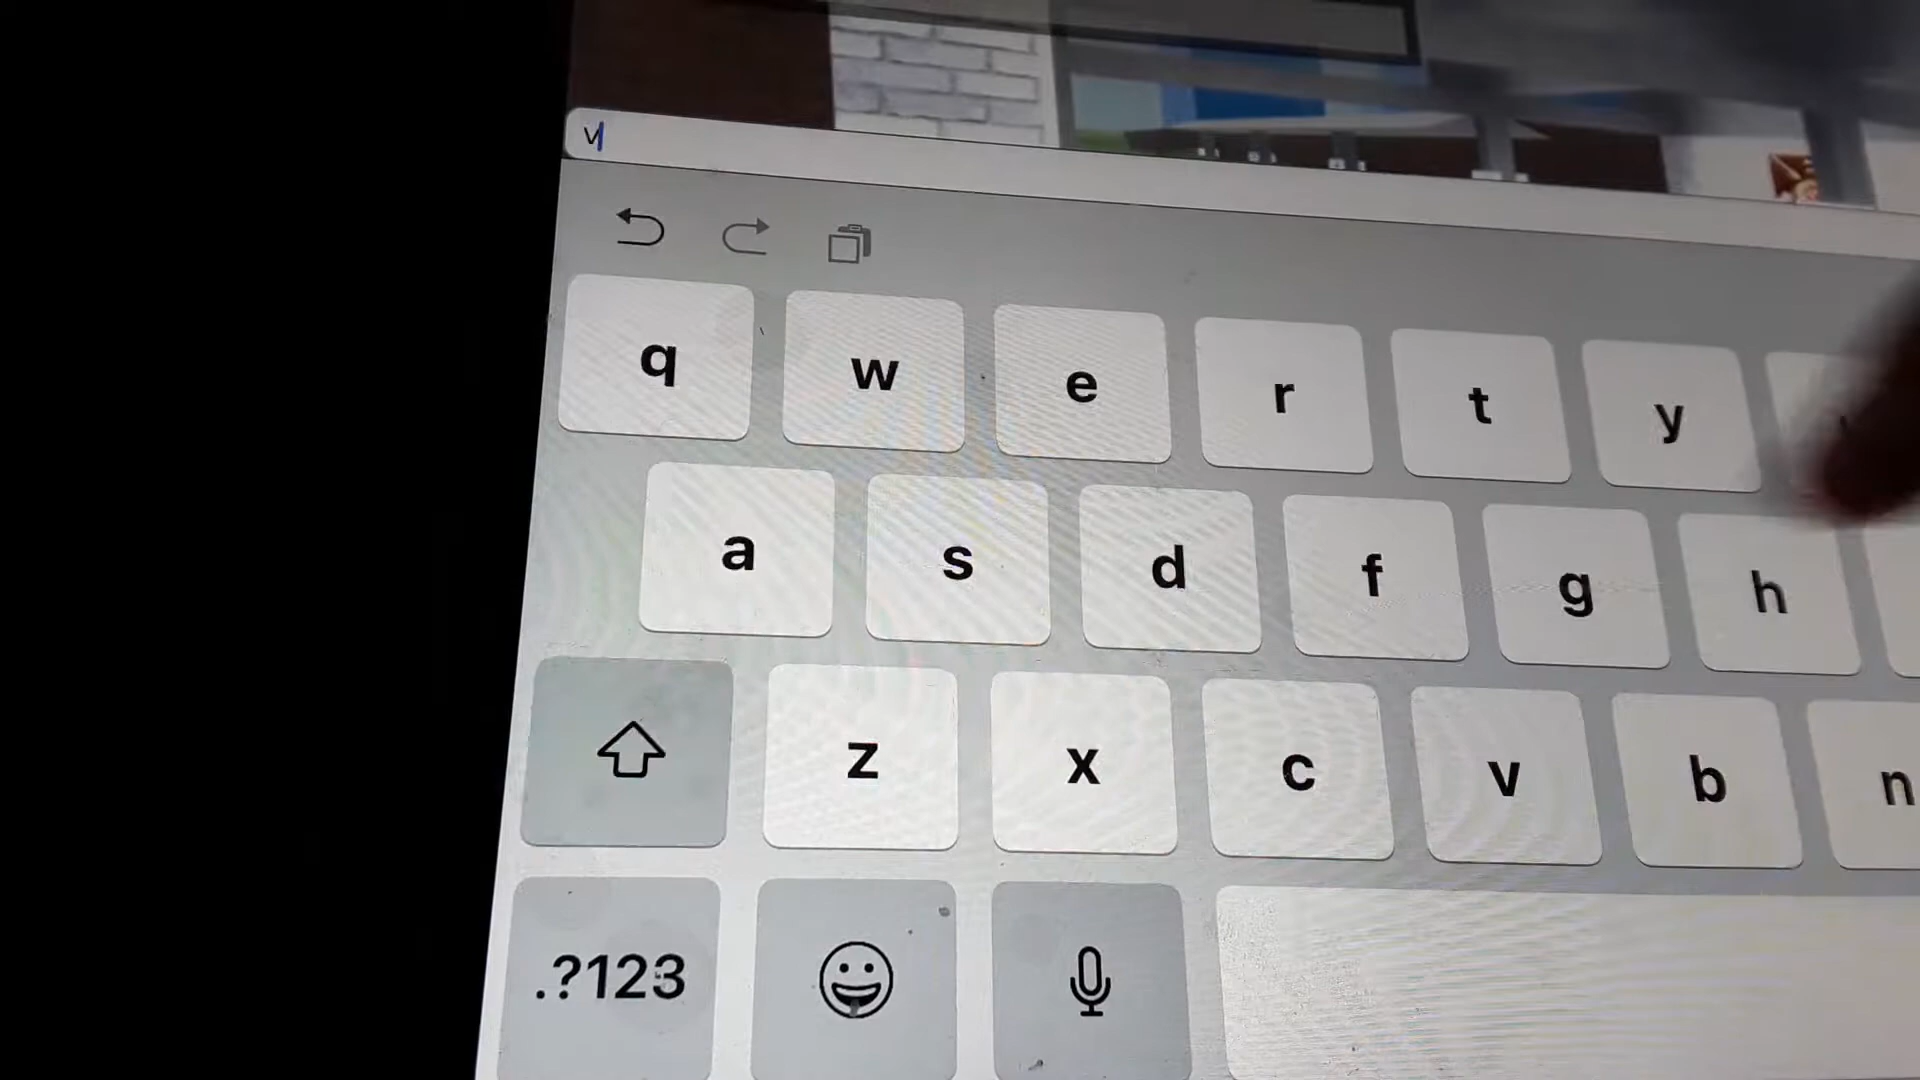 v
q w e r t y
a s d f g h
z x c v b n
.?123